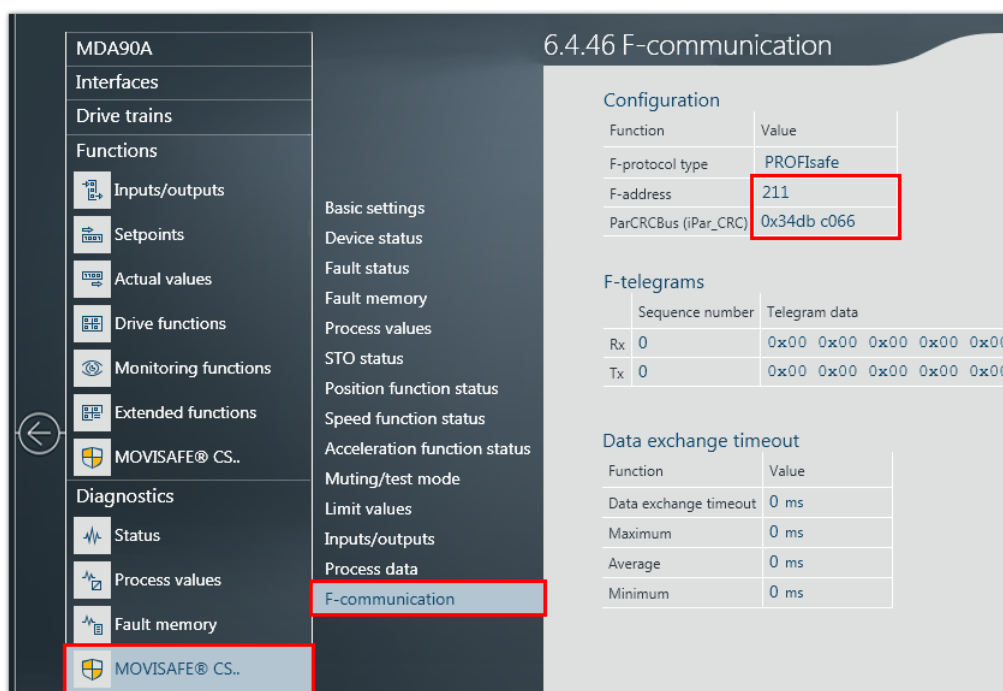 6.4.46 F-communication
MDA90A
Interfaces
Drive trains
Functions
Inputs/outputs
Setpoints
Actual values
Drive functions
Monitoring functions
Extended functions
MOVISAFE® CS..
Diagnostics
Status
Process values
Fault memory
MOVISAFE® CS..
Basic settings
Device status
Fault status
Fault memory
Process values
STO status
Position function status
Speed function status
Acceleration function status
Muting/test mode
Limit values
Inputs/outputs
Process data
F-communication
Configuration
Function Value
F-protocol type PROFIsafe
F-address 211
ParCRCBus (iPar_CRC) 0x34db c066
F-telegrams
Sequence number Telegram data
Rx 0 0x00 0x00 0x00 0x00 0x00
Tx 0 0x00 0x00 0x00 0x00 0x00
Data exchange timeout
Function Value
Data exchange timeout 0 ms
Maximum 0 ms
Average 0 ms
Minimum 0 ms